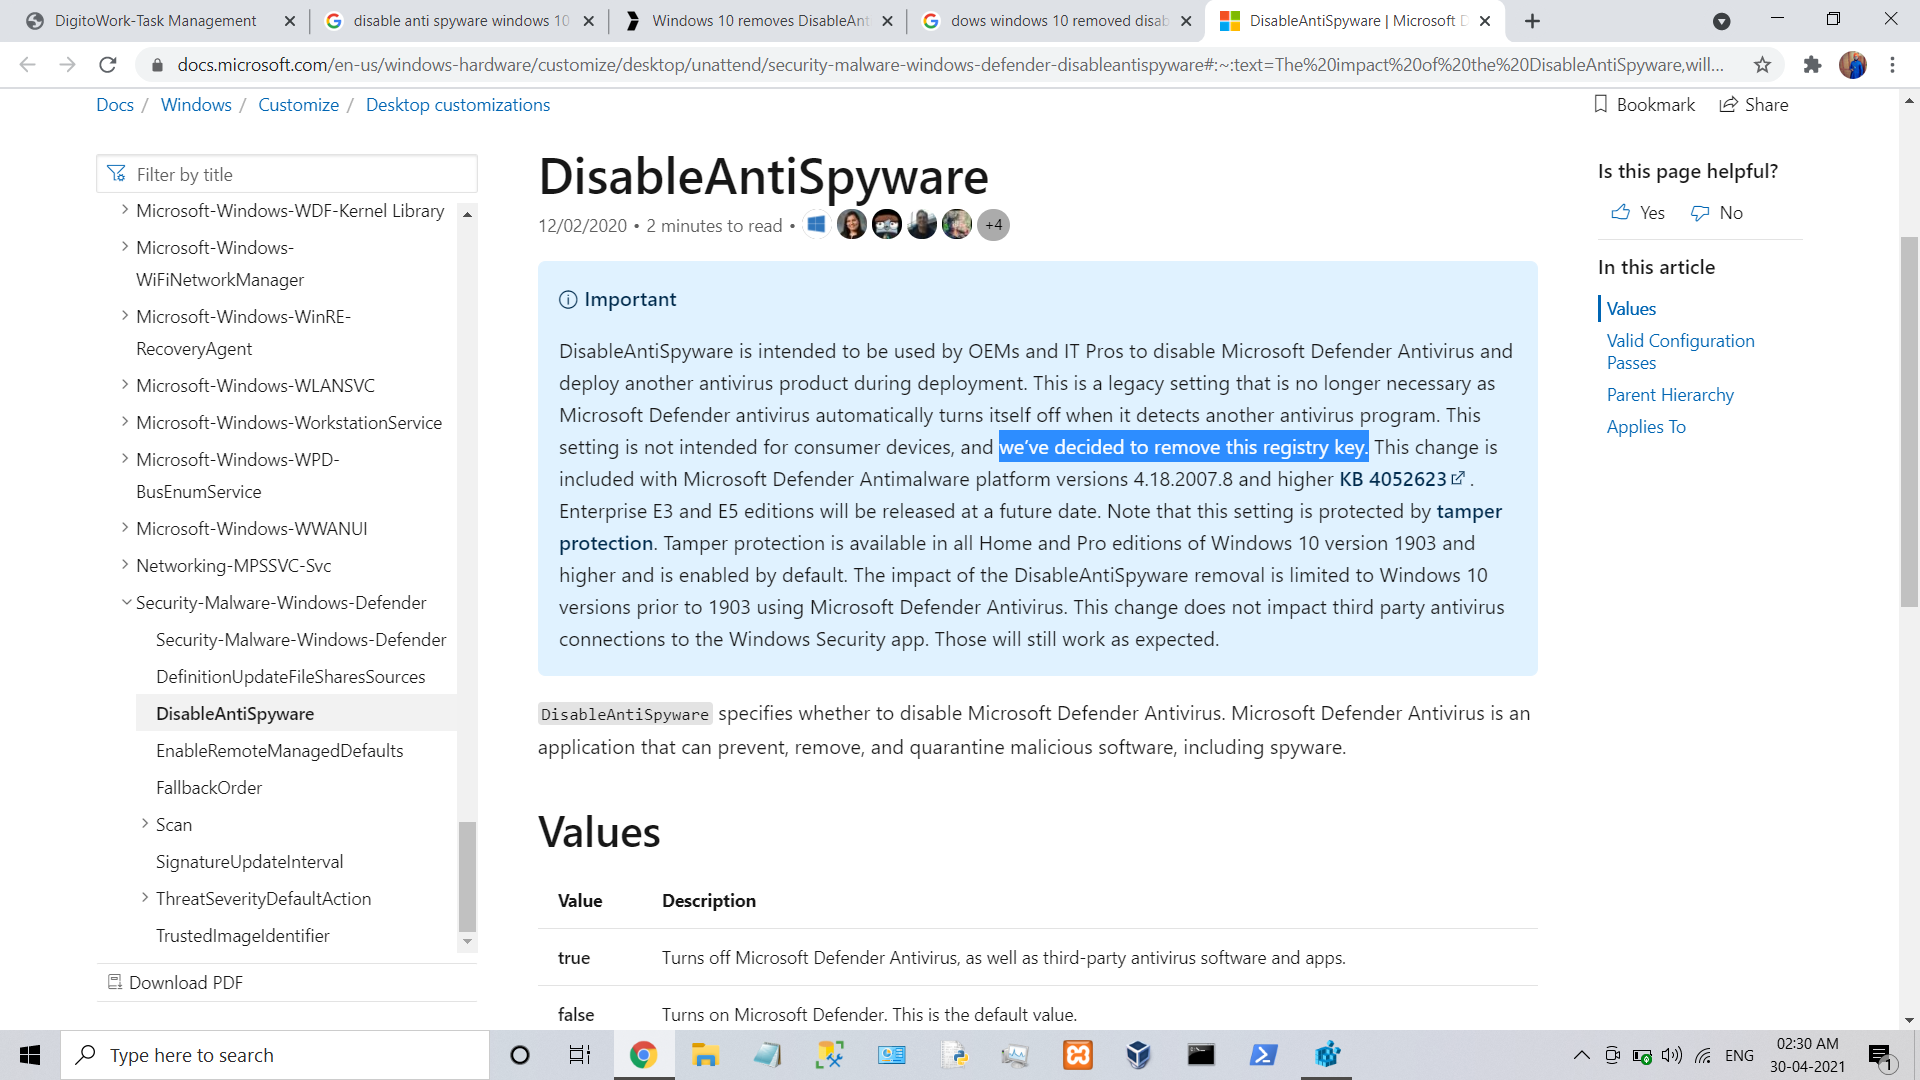 DigitoWork-Task Management
disable anti spyware windows 10
Windows 10 removes DisableAnt
dows windows 10 removed disab
DisableAntiSpyware | Microsoft D
docs.microsoft.com/en-us/windows-hardware/customize/desktop/unattend/security-malware-windows-defender-disableantispyware#:~:text=The%20impact%20of%20the%20DisableAntiSpyware,will...
Docs / Windows / Customize / Desktop customizations
Bookmark Share
Filter by title
Microsoft-Windows-WDF-Kernel Library
Microsoft-Windows-
WiFiNetworkManager
Microsoft-Windows-WinRE-
RecoveryAgent
Microsoft-Windows-WLANSVC
Microsoft-Windows-WorkstationService
Microsoft-Windows-WPD-
BusEnumService
Microsoft-Windows-WWANUI
Networking-MPSSVC-Svc
Security-Malware-Windows-Defender
Security-Malware-Windows-Defender
DefinitionUpdateFileSharesSources
DisableAntiSpyware
EnableRemoteManagedDefaults
FallbackOrder
Scan
SignatureUpdateInterval
ThreatSeverityDefaultAction
TrustedImageIdentifier
Download PDF
DisableAntiSpyware
12/02/2020 • 2 minutes to read • +4
Important
DisableAntiSpyware is intended to be used by OEMs and IT Pros to disable Microsoft Defender Antivirus and
deploy another antivirus product during deployment. This is a legacy setting that is no longer necessary as
Microsoft Defender antivirus automatically turns itself off when it detects another antivirus program. This
setting is not intended for consumer devices, and we've decided to remove this registry key. This change is
included with Microsoft Defender Antimalware platform versions 4.18.2007.8 and higher KB 4052623 .
Enterprise E3 and E5 editions will be released at a future date. Note that this setting is protected by tamper
protection. Tamper protection is available in all Home and Pro editions of Windows 10 version 1903 and
higher and is enabled by default. The impact of the DisableAntiSpyware removal is limited to Windows 10
versions prior to 1903 using Microsoft Defender Antivirus. This change does not impact third party antivirus
connections to the Windows Security app. Those will still work as expected.
DisableAntiSpyware specifies whether to disable Microsoft Defender Antivirus. Microsoft Defender Antivirus is an
application that can prevent, remove, and quarantine malicious software, including spyware.
Values
Value Description
true Turns off Microsoft Defender Antivirus, as well as third-party antivirus software and apps.
false Turns on Microsoft Defender. This is the default value.
Is this page helpful?
Yes No
In this article
Values
Valid Configuration
Passes
Parent Hierarchy
Applies To
Type here to search
ENG
02:30 AM
30-04-2021
1